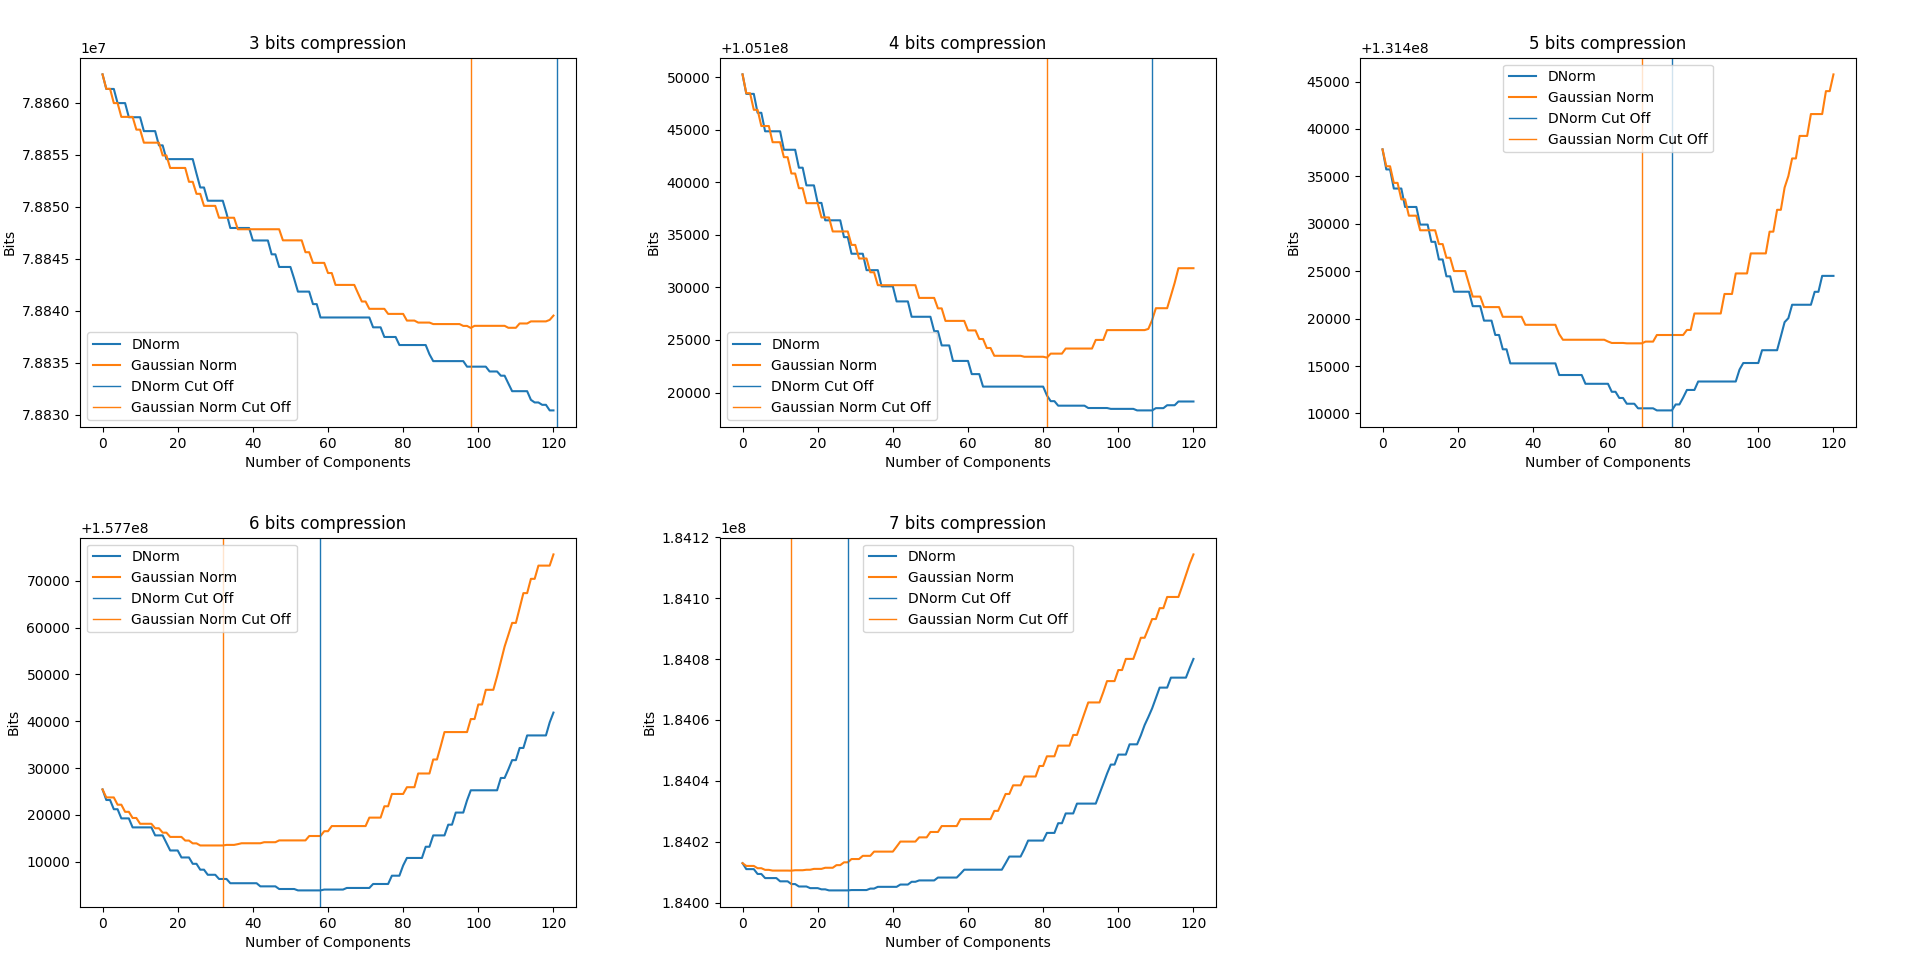 3 bits compression
1e7
7.8860
7.8855
7.8850
7.8845
7.8840
7.8835
7.8830
Bits
DNorm
Gaussian Norm
DNorm Cut Off
Gaussian Norm Cut Off
0 20 40 60 80 100 120
Number of Components
4 bits compression
+1.051e8
50000
45000
40000
35000
30000
25000
20000
Bits
DNorm
Gaussian Norm
DNorm Cut Off
Gaussian Norm Cut Off
0 20 40 60 80 100 120
Number of Components
5 bits compression
+1.314e8
45000
40000
35000
30000
25000
20000
15000
10000
Bits
DNorm
Gaussian Norm
DNorm Cut Off
Gaussian Norm Cut Off
0 20 40 60 80 100 120
Number of Components
6 bits compression
+1.577e8
70000
60000
50000
40000
30000
20000
10000
Bits
DNorm
Gaussian Norm
DNorm Cut Off
Gaussian Norm Cut Off
0 20 40 60 80 100 120
Number of Components
7 bits compression
1e8
1.8412
1.8410
1.8408
1.8406
1.8404
1.8402
1.8400
Bits
DNorm
Gaussian Norm
DNorm Cut Off
Gaussian Norm Cut Off
0 20 40 60 80 100 120
Number of Components